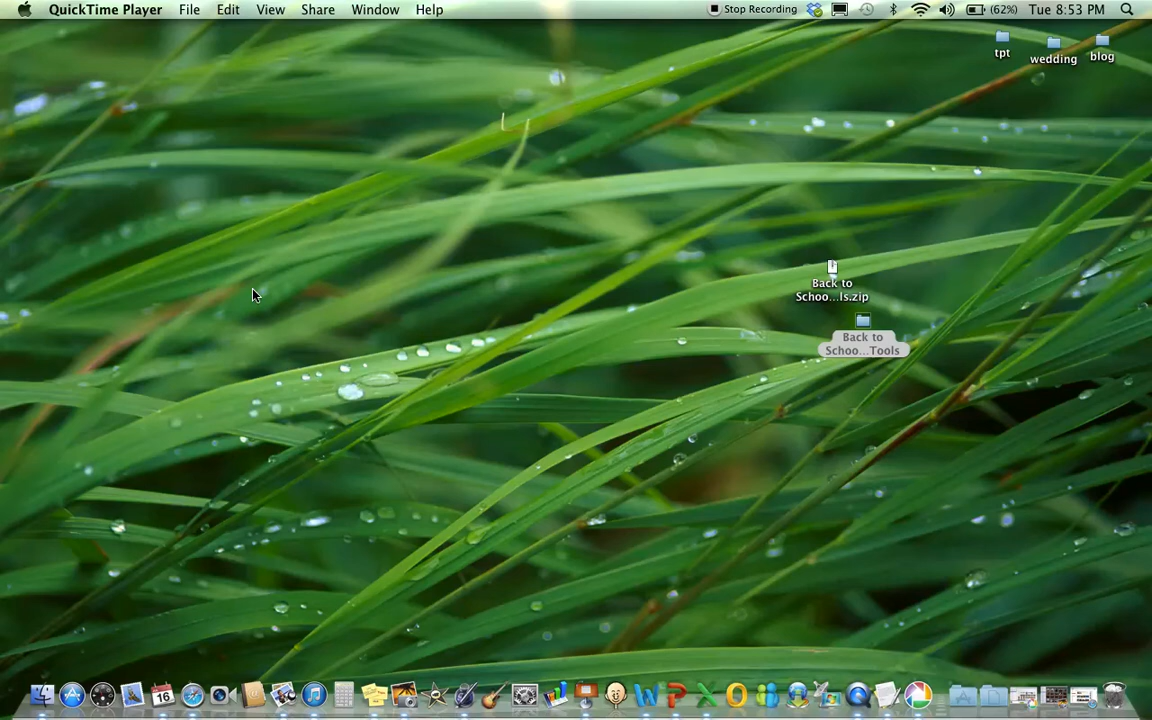 QuickTime Player File Edit View Share Window Help Stop Recording (62%) Tue 8:53 PM
tpt
wedding
blog
Back to
Schoo...ls.zip
Back to
Schoo...Tools
16